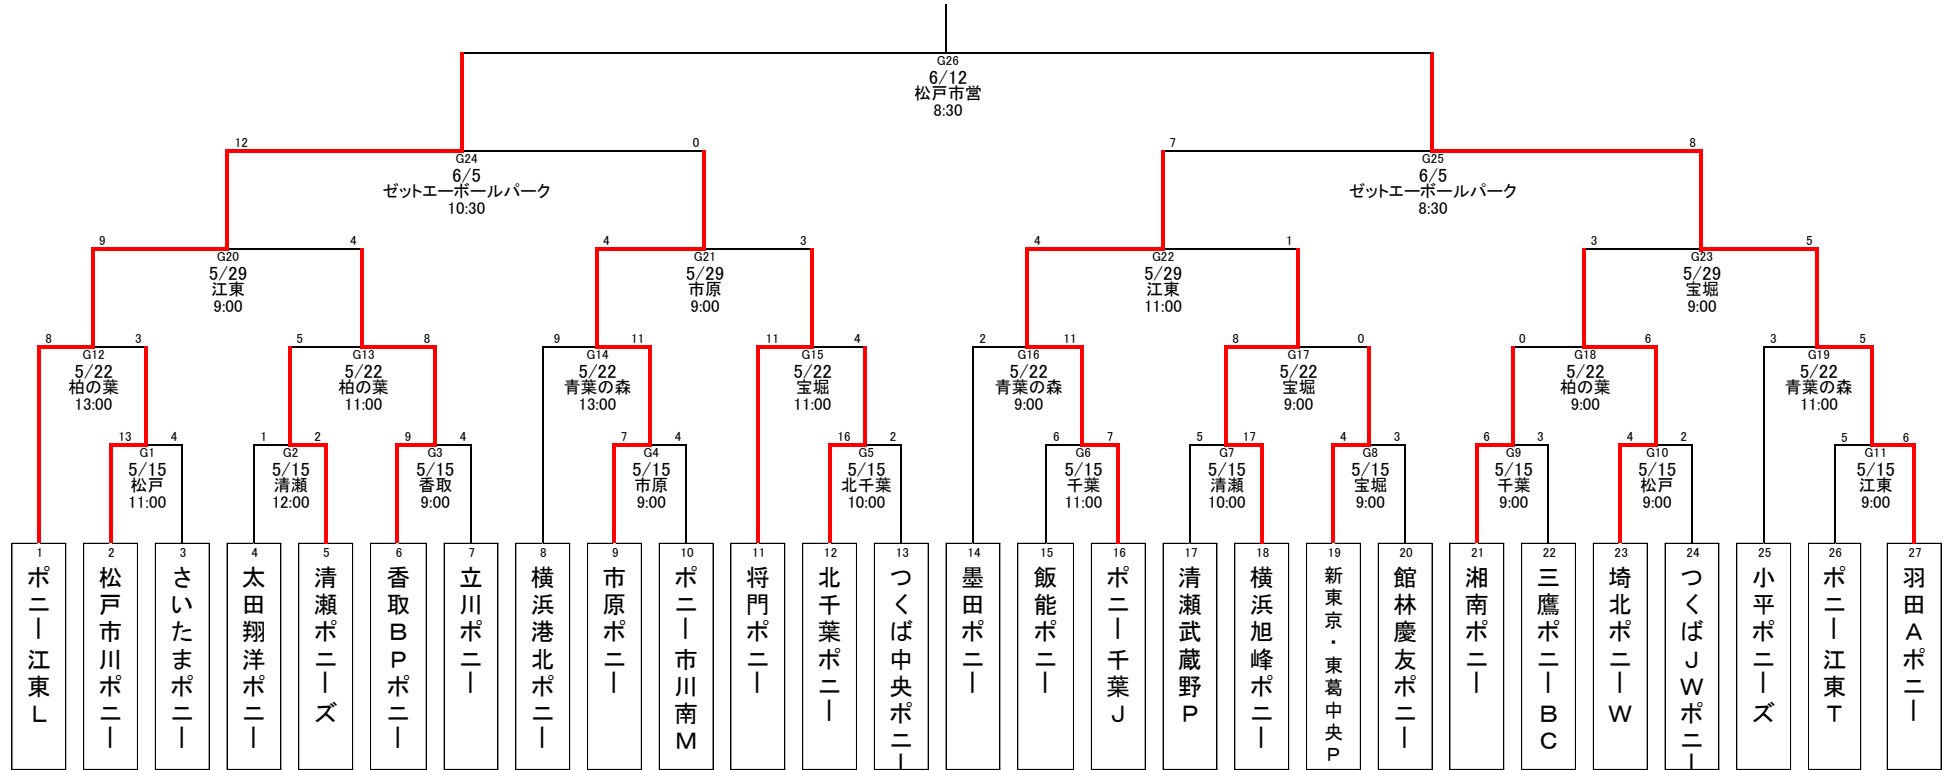 G26
6/12
松戸市営
8:30
12 0 7 8
G24 G25
6/5 6/5
ゼットエーボールパーク ゼットエーボールパーク
10:30 8:30
9 4 4 3 4 1 3 5
G20 G21 G22 G23
5/29 5/29 5/29 5/29
江東 市原 江東 宝堀
9:00 9:00 11:00 9:00
8 3 5 8 9 11 11 4 2 11 8 0 0 6 3 5
G12 G13 G14 G15 G16 G17 G18 G19
5/22 5/22 5/22 5/22 5/22 5/22 5/22 5/22
柏の葉 柏の葉 青葉の森 宝堀 青葉の森 宝堀 柏の葉 青葉の森
13:00 11:00 13:00 11:00 9:00 9:00 9:00 11:00
13 4 1 2 9 4 7 4 16 2 6 7 5 17 4 3 6 3 4 2 5 6
G1 G2 G3 G4 G5 G6 G7 G8 G9 G10 G11
5/15 5/15 5/15 5/15 5/15 5/15 5/15 5/15 5/15 5/15 5/15
松戸 清瀬 香取 市原 北千葉 千葉 清瀬 宝堀 千葉 松戸 江東
11:00 12:00 9:00 9:00 10:00 11:00 10:00 9:00 9:00 9:00 9:00
1 2 3 4 5 6 7 8 9 10 11 12 13 14 15 16 17 18 19 20 21 22 23 24 25 26 27
ポニー江東L
松戸市川ポニー
さいたまポニー
太田翔洋ポニー
清瀬ポニーズ
香取BPポニー
立川ポニー
横浜港北ポニー
市原ポニー
ポニー市川南M
将門ポニー
北千葉ポニー
つくば中央ポニー
墨田ポニー
飯能ポニー
ポニー千葉J
清瀬武蔵野P
横浜旭峰ポニー
新東京・東葛中央P
館林慶友ポニー
湘南ポニー
三鷹ポニーBC
埼北ポニーW
つくばJWポニー
小平ポニーズ
ポニー江東T
羽田Aポニー